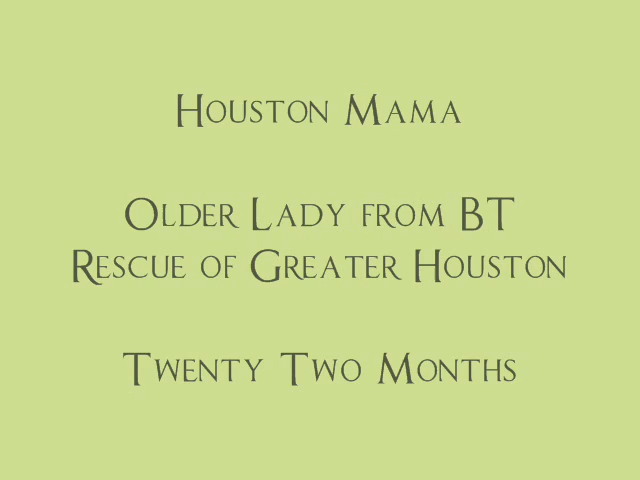 Houston Mama
Older Lady from BT
Rescue of Greater Houston
Twenty Two Months